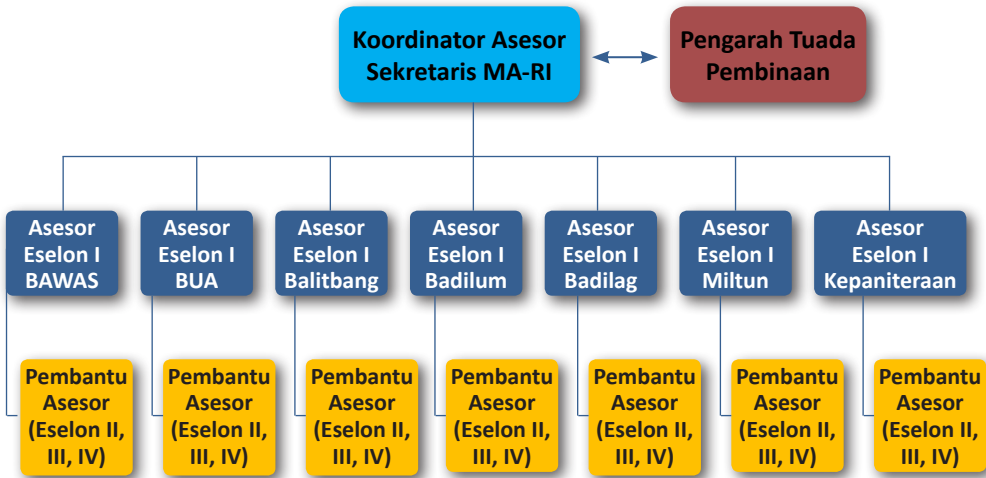 Koordinator Asesor
Sekretaris MA-RI
Pengarah Tuada
Pembinaan
Asesor
Eselon I
BAWAS
Asesor
Eselon I
BUA
Asesor
Eselon I
Balitbang
Asesor
Eselon I
Badilum
Asesor
Eselon I
Badilag
Asesor
Eselon I
Miltun
Asesor
Eselon I
Kepaniteraan
Pembantu
Asesor
(Eselon II,
III, IV)
Pembantu
Asesor
(Eselon II,
III, IV)
Pembantu
Asesor
(Eselon II,
III, IV)
Pembantu
Asesor
(Eselon II,
III, IV)
Pembantu
Asesor
(Eselon II,
III, IV)
Pembantu
Asesor
(Eselon II,
III, IV)
Pembantu
Asesor
(Eselon II,
III, IV)